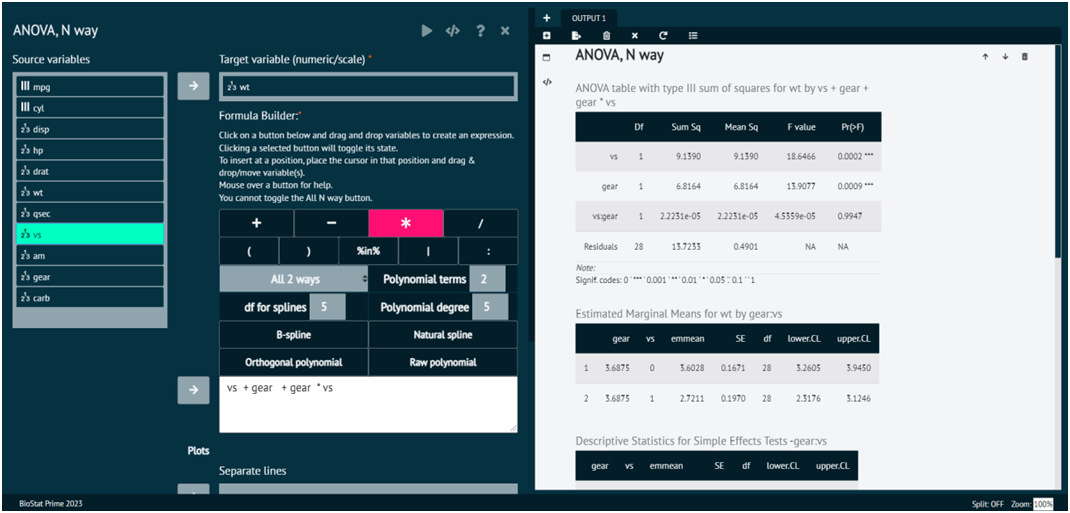 ANOVA, N way
Source variables
mpg
cyl
disp
hp
drat
wt
qsec
vs
am
gear
carb
Target variable (numeric/scale) *
wt
Formula Builder:*
Click on a button below and drag and drop variables to create an expression.
Clicking a selected button will toggle its state.
To insert at a position, place the cursor in that position and drag &
drop/move variable(s).
Mouse over a button for help.
You cannot toggle the All N way button.
+ − * /
( ) %in% | :
All 2 ways Polynomial terms 2
df for splines 5 Polynomial degree 5
B-spline Natural spline
Orthogonal polynomial Raw polynomial
vs + gear + gear * vs
Plots
Separate lines
OUTPUT 1
ANOVA, N way
ANOVA table with type III sum of squares for wt by vs + gear +
gear * vs
Df Sum Sq Mean Sq F value Pr(>F)
vs 1 9.1390 9.1390 18.6466 0.0002 ***
gear 1 6.8164 6.8164 13.9077 0.0009 ***
vs:gear 1 2.2231e-05 2.2231e-05 4.5359e-05 0.9947
Residuals 28 13.7233 0.4901 NA NA
Note:
Signif. codes: 0 '***' 0.001 '**' 0.01 '*' 0.05 '.' 0.1 ' ' 1
Estimated Marginal Means for wt by gear:vs
gear vs emmean SE df lower.CL upper.CL
1 3.6875 0 3.6028 0.1671 28 3.2605 3.9450
2 3.6875 1 2.7211 0.1970 28 2.3176 3.1246
Descriptive Statistics for Simple Effects Tests -gear:vs
gear vs emmean SE df lower.CL upper.CL
BioStat Prime 2023
Split: OFF Zoom: 100%